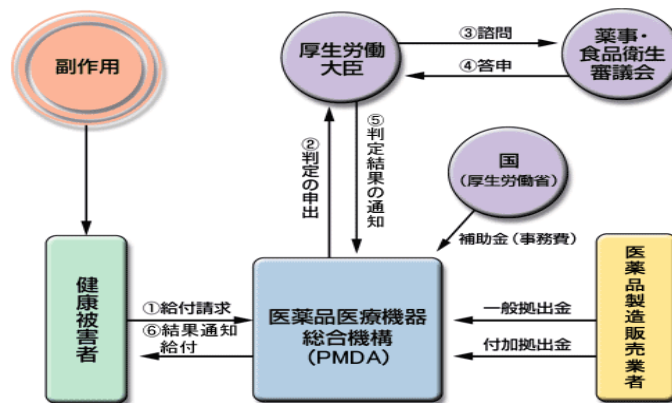 副作用
厚生労働
大臣
③諮問
④答申
薬事・
食品衛生
審議会
②判定の申出
⑤判定結果の通知
国
(厚生労働省)
補助金(事務費)
健康被害者
①給付請求
⑥結果通知
給付
医薬品医療機器
総合機構
(PMDA)
一般拠出金
付加拠出金
医薬品製造販売業者